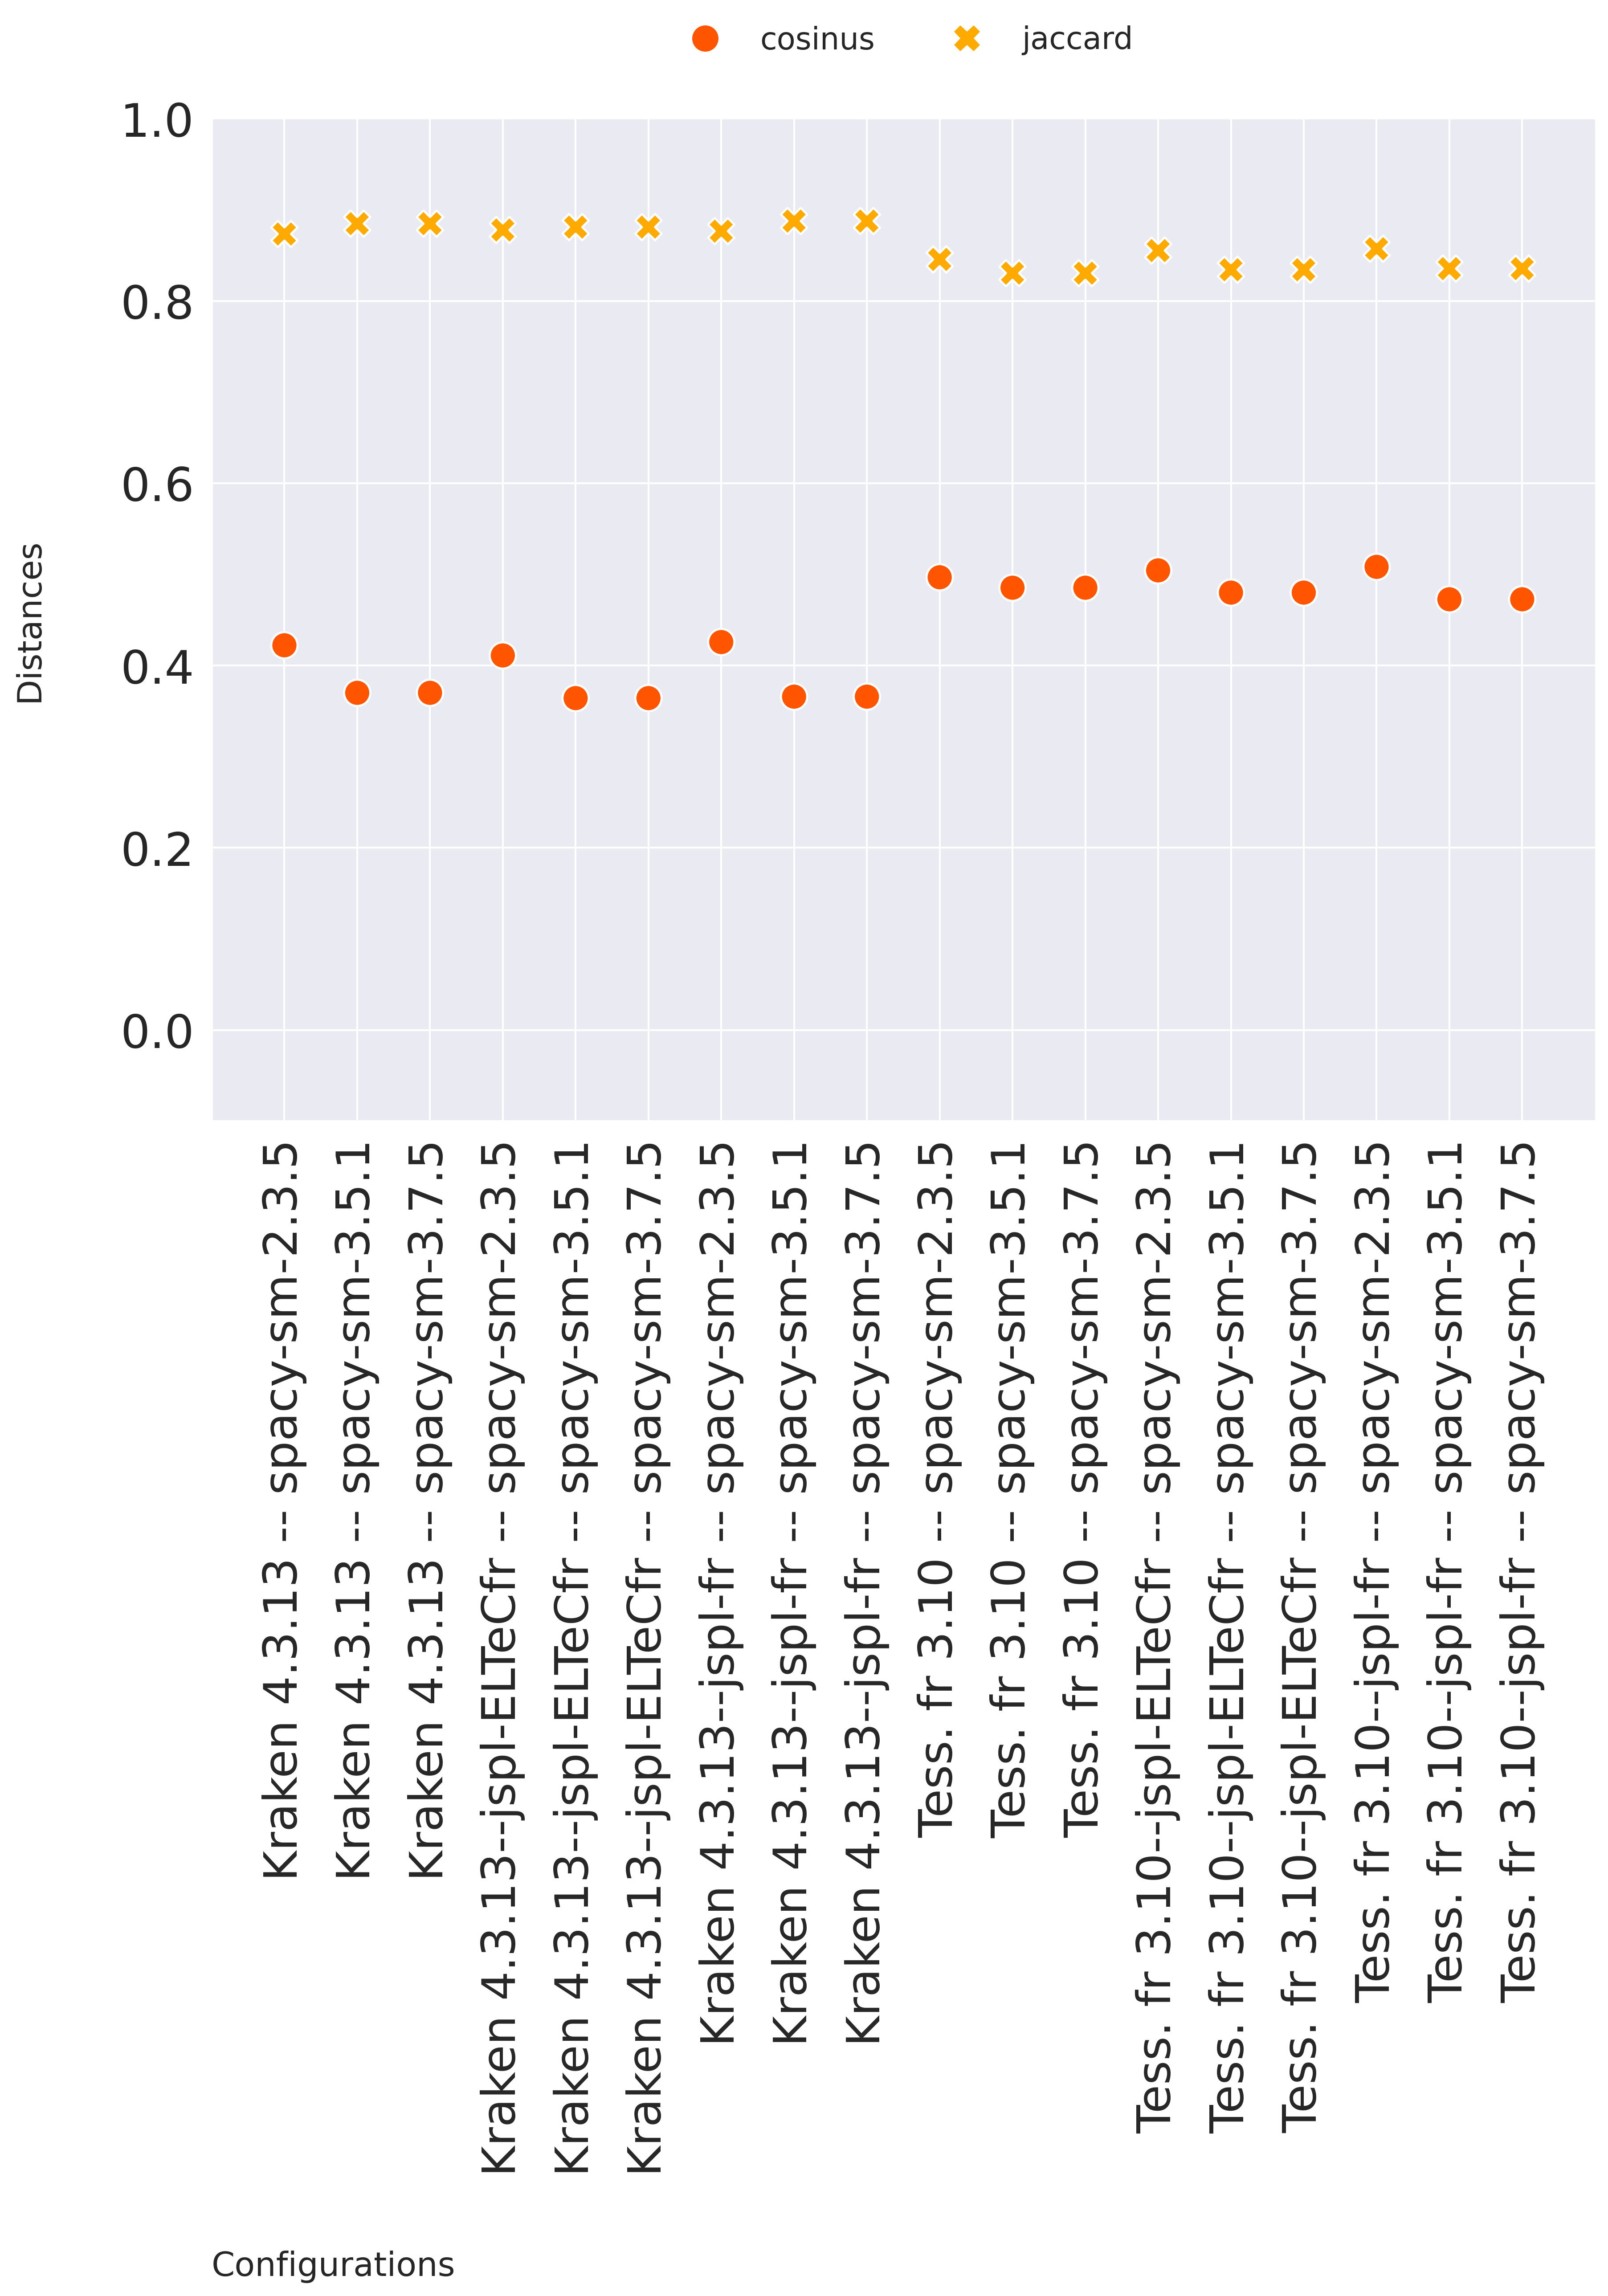 cosinus jaccard
1.0
0.8
0.6
0.4
0.2
0.0
Distances
Kraken 4.3.13 -- spacy-sm-2.3.5
Kraken 4.3.13 -- spacy-sm-3.5.1
Kraken 4.3.13 -- spacy-sm-3.7.5
Kraken 4.3.13--jspl-ELTeCfr -- spacy-sm-2.3.5
Kraken 4.3.13--jspl-ELTeCfr -- spacy-sm-3.5.1
Kraken 4.3.13--jspl-ELTeCfr -- spacy-sm-3.7.5
Kraken 4.3.13--jspl-fr -- spacy-sm-2.3.5
Kraken 4.3.13--jspl-fr -- spacy-sm-3.5.1
Kraken 4.3.13--jspl-fr -- spacy-sm-3.7.5
Tess. fr 3.10 -- spacy-sm-2.3.5
Tess. fr 3.10 -- spacy-sm-3.5.1
Tess. fr 3.10 -- spacy-sm-3.7.5
Tess. fr 3.10--jspl-ELTeCfr -- spacy-sm-2.3.5
Tess. fr 3.10--jspl-ELTeCfr -- spacy-sm-3.5.1
Tess. fr 3.10--jspl-ELTeCfr -- spacy-sm-3.7.5
Tess. fr 3.10--jspl-fr -- spacy-sm-2.3.5
Tess. fr 3.10--jspl-fr -- spacy-sm-3.5.1
Tess. fr 3.10--jspl-fr -- spacy-sm-3.7.5
Configurations